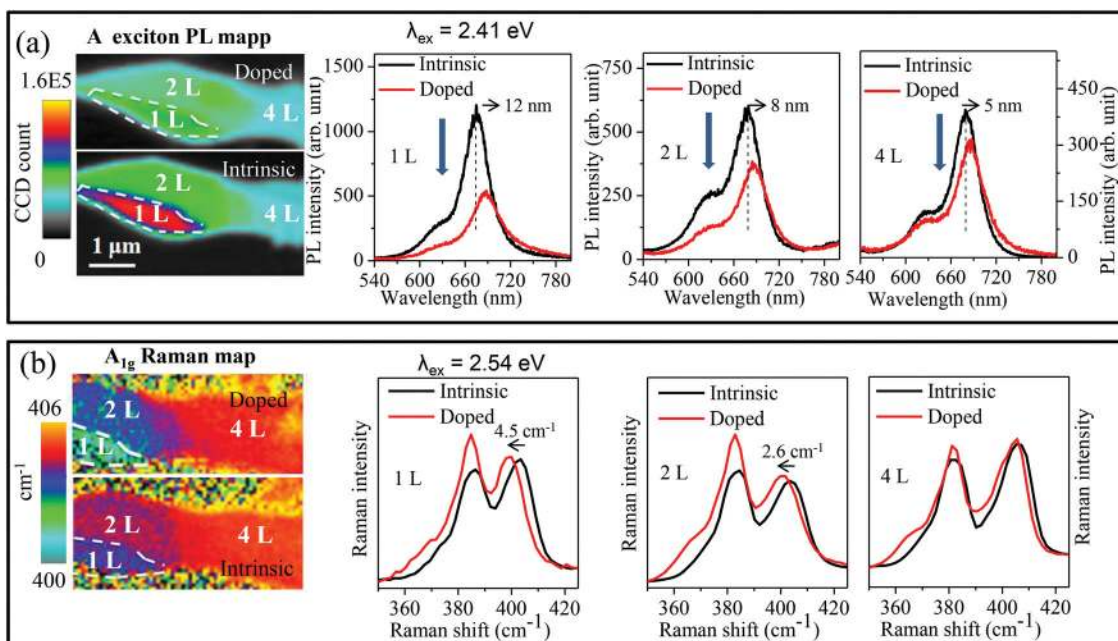 (a)
A exciton PL mapp
λex = 2.41 eV
1.6E5
CCD count
0
Doped
2 L
1 L
4 L
Intrinsic
2 L
1 L
4 L
1 μm
PL intensity (arb. unit)
1500
1000
500
0
Intrinsic
Doped
12 nm
1 L
540 600 660 720
Wavelength (nm)
PL intensity (arb. unit)
750
500
250
0
Intrinsic
Doped
8 nm
2 L
540 600 660 720
Wavelength (nm)
Intrinsic
Doped
5 nm
4 L
450
300
150
0
PL intensity (arb. unit)
540 600 660 720 780
Wavelength (nm)
(b)
A1g Raman map
λex = 2.54 eV
406
cm-1
400
Doped
2 L
4 L
1 L
2 L
4 L
1 L
Intrinsic
Raman intensity
Intrinsic
Doped
4.5 cm-1
1 L
360 380 400 420
Raman shift (cm-1)
Raman intensity
Intrinsic
Doped
2.6 cm-1
2 L
360 380 400 420
Raman shift (cm-1)
Intrinsic
Doped
4 L
Raman intensity
360 380 400 420
Raman shift (cm-1)